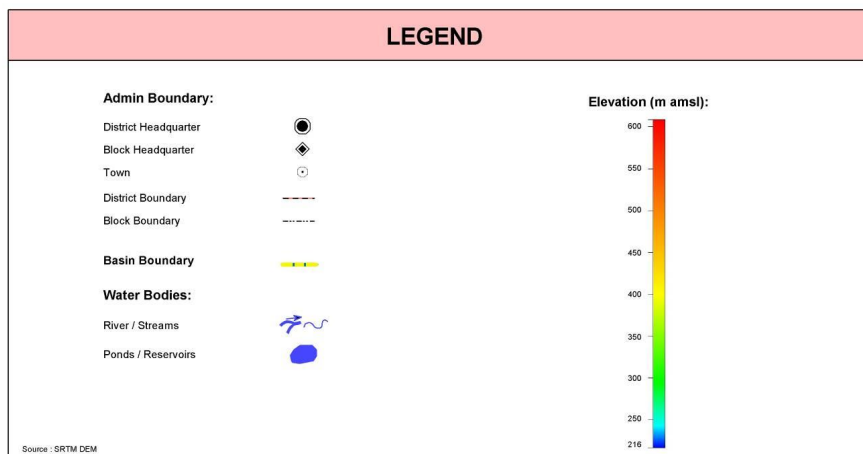 LEGEND
Admin Boundary:
District Headquarter
Block Headquarter
Town
District Boundary
Block Boundary
Basin Boundary
Water Bodies:
River / Streams
Ponds / Reservoirs
Source : SRTM DEM
Elevation (m amsl):
600
550
500
450
400
350
300
250
216